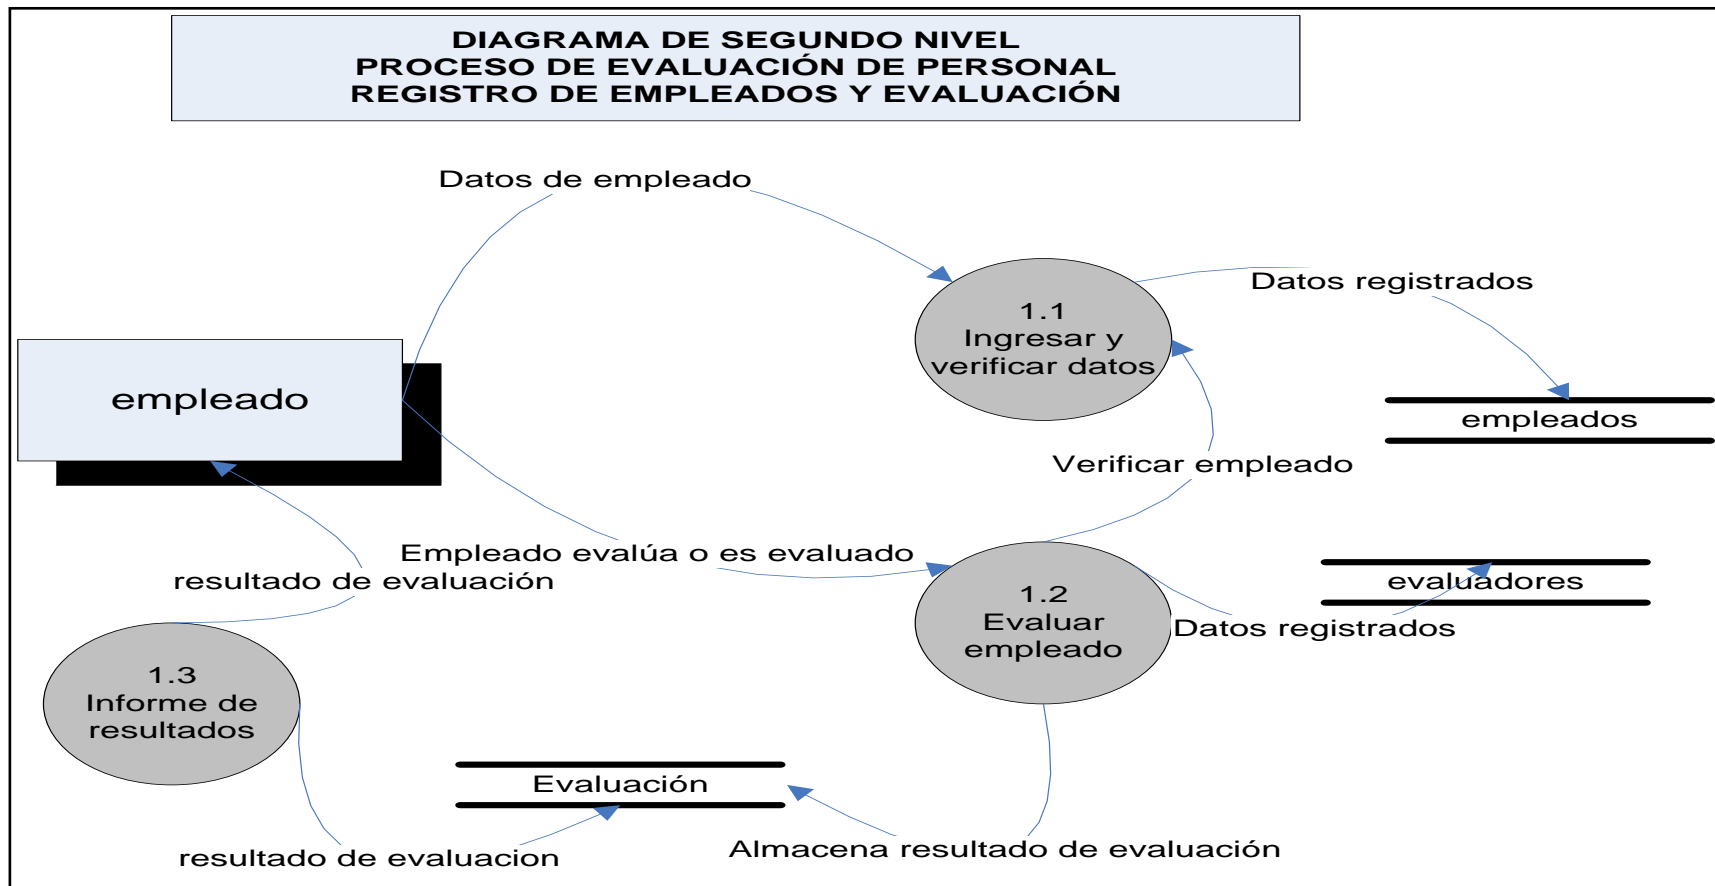 DIAGRAMA DE SEGUNDO NIVEL
PROCESO DE EVALUACIÓN DE PERSONAL
REGISTRO DE EMPLEADOS Y EVALUACIÓN
Datos de empleado
1.1
Ingresar y
verificar datos
Datos registrados
empleado
empleados
Verificar empleado
Empleado evalúa o es evaluado
resultado de evaluación
1.2
Evaluar
empleado
evaluadores
Datos registrados
1.3
Informe de
resultados
Evaluación
resultado de evaluacion
Almacena resultado de evaluación